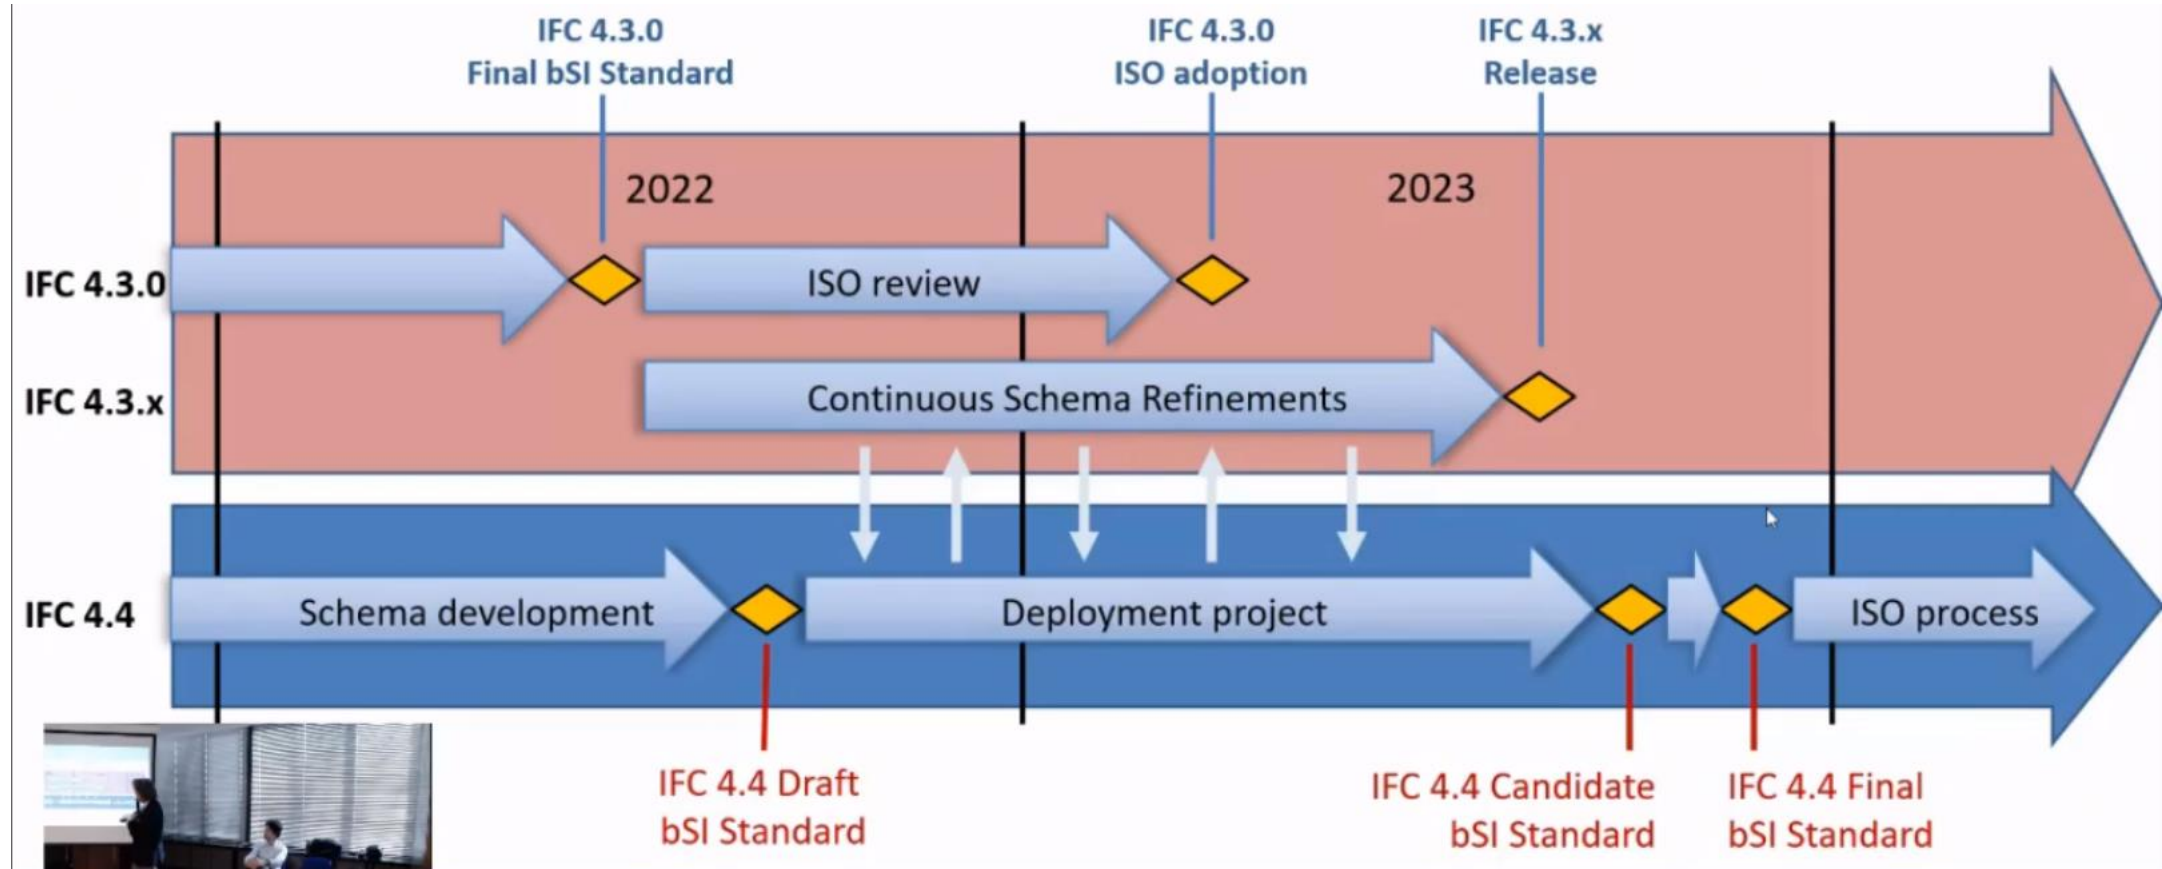 IFC 4.3.0
Final bSI Standard
IFC 4.3.0
ISO adoption
IFC 4.3.x
Release
2022
2023
IFC 4.3.0
ISO review
IFC 4.3.x
Continuous Schema Refinements
IFC 4.4
Schema development
Deployment project
ISO process
IFC 4.4 Draft
bSI Standard
IFC 4.4 Candidate
bSI Standard
IFC 4.4 Final
bSI Standard